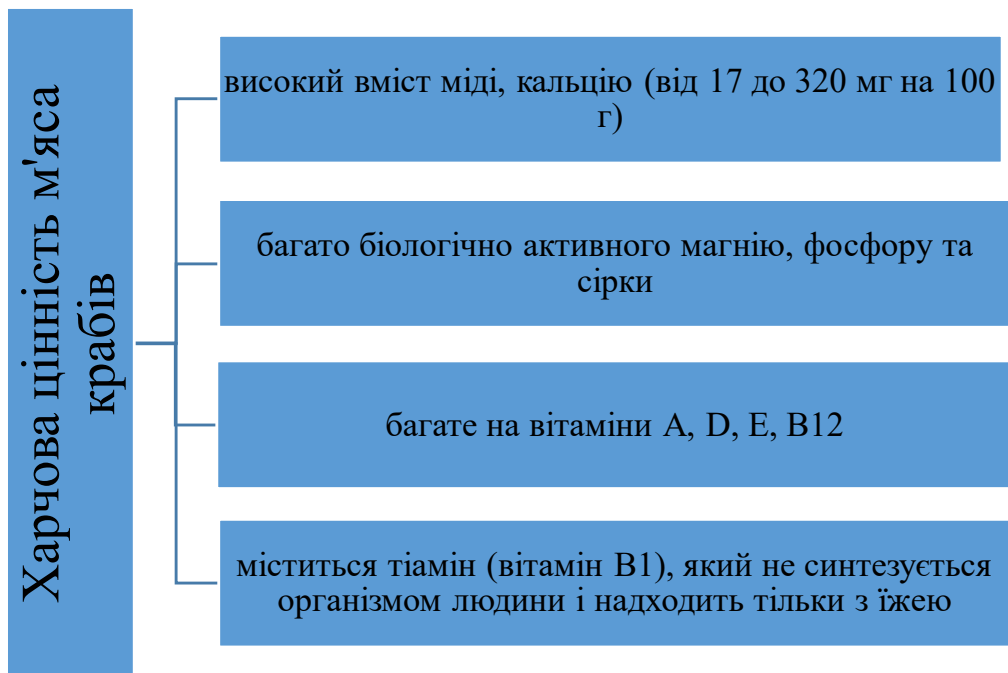 Харчова цінність м'яса
крабів
високий вміст міді, кальцію (від 17 до 320 мг на 100
г)
багато біологічно активного магнію, фосфору та
сірки
багате на вітаміни А, D, Е, В12
міститься тіамін (вітамін В1), який не синтезується
організмом людини і надходить тільки з їжею